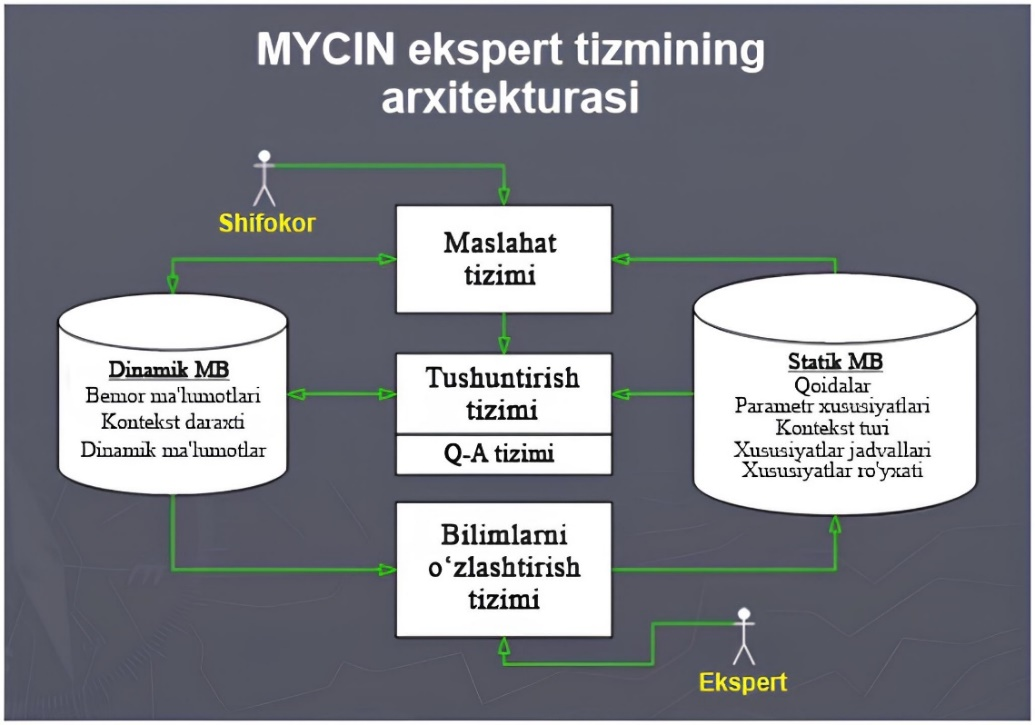 MYCIN ekspert tizmining
arxitekturasi
Shifokor
Maslahat
tizimi
Dinamik MB
Bemor ma'lumotlari
Kontekst daraxti
Dinamik ma'lumotlar
Tushuntirish
tizimi
Q-A tizimi
Statik MB
Qoidalar
Parametr xususiyatlari
Kontekst turi
Xususiyatlar jadvallari
Xususiyatlar ro'yxati
Bilimlarni
o‘zlashtirish
tizimi
Ekspert